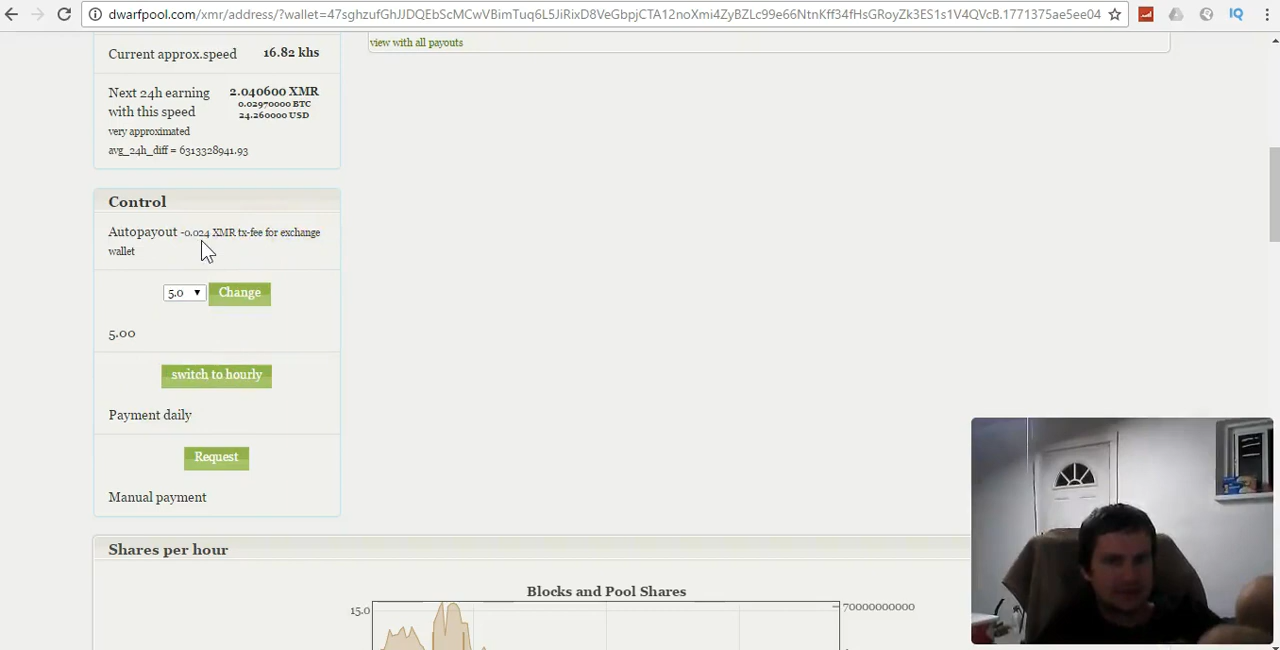 dwarfpool.com/xmr/address/?wallet=47sghzufGhJJDQEbScMCwVBimTuq6L5JiRixD8VeGbpjCTA12noXmi4ZyBZLc99e66NtnKff34fHsGRoyZk3ES1s1V4QVcB.1771375ae5ee04
IQ
view with all payouts
Current approx.speed 16.82 khs
Next 24h earning 2.040600 XMR
with this speed 0.02970000 BTC
24.260000 USD
very approximated
avg_24h_diff = 6313328941.93
Control
Autopayout -0.024 XMR tx-fee for exchange
wallet
5.0 Change
5.00
switch to hourly
Payment daily
Request
Manual payment
Shares per hour
Blocks and Pool Shares
15.0 70000000000